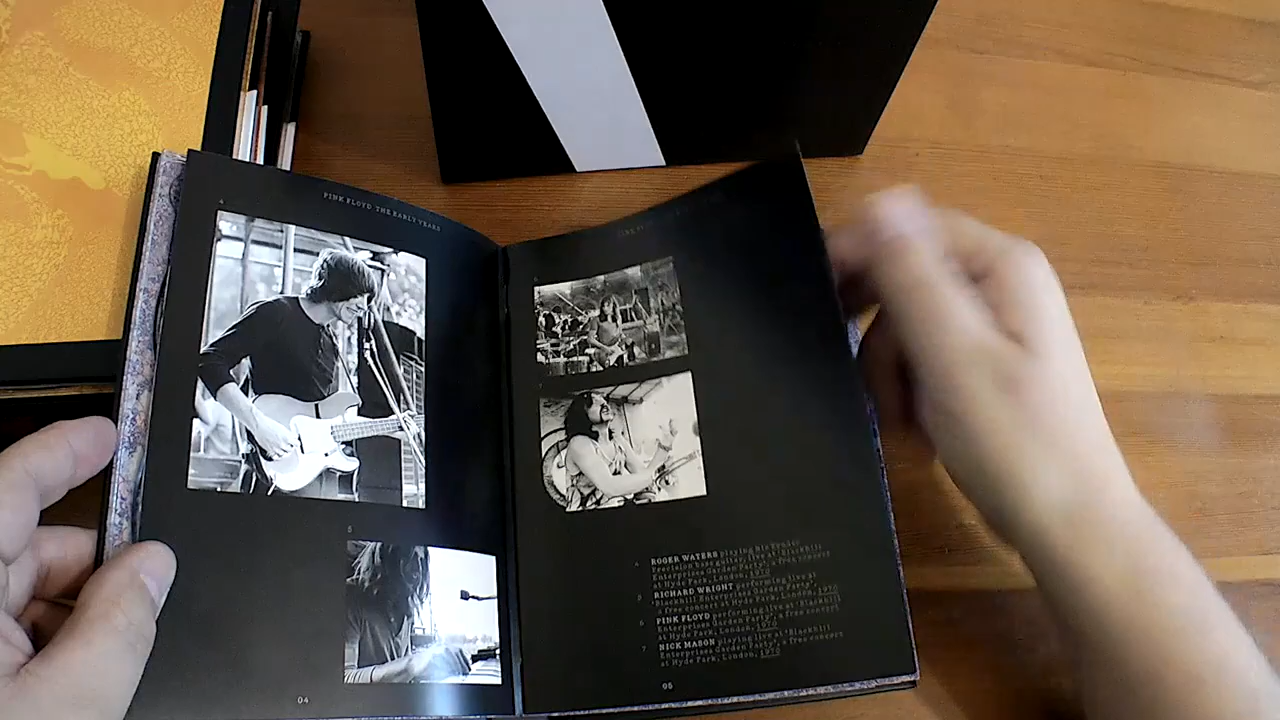 4
PINK FLOYD THE EARLY YEARS
5
04
4 ROGER WATERS playing his Fender
Precision bass guitar live at 'Blackhill
Enterprises Garden Party', a free concert
at Hyde Park, London, 1970
5 RICHARD WRIGHT performing live at
'Blackhill Enterprises Garden Party',
a free concert at Hyde Park, London, 1970
6 PINK FLOYD performing live at 'Blackhill
Enterprises Garden Party', a free concert
at Hyde Park, London, 1970
7 NICK MASON playing live at 'Blackhill
Enterprises Garden Party', a free concert
at Hyde Park, London, 1970
05